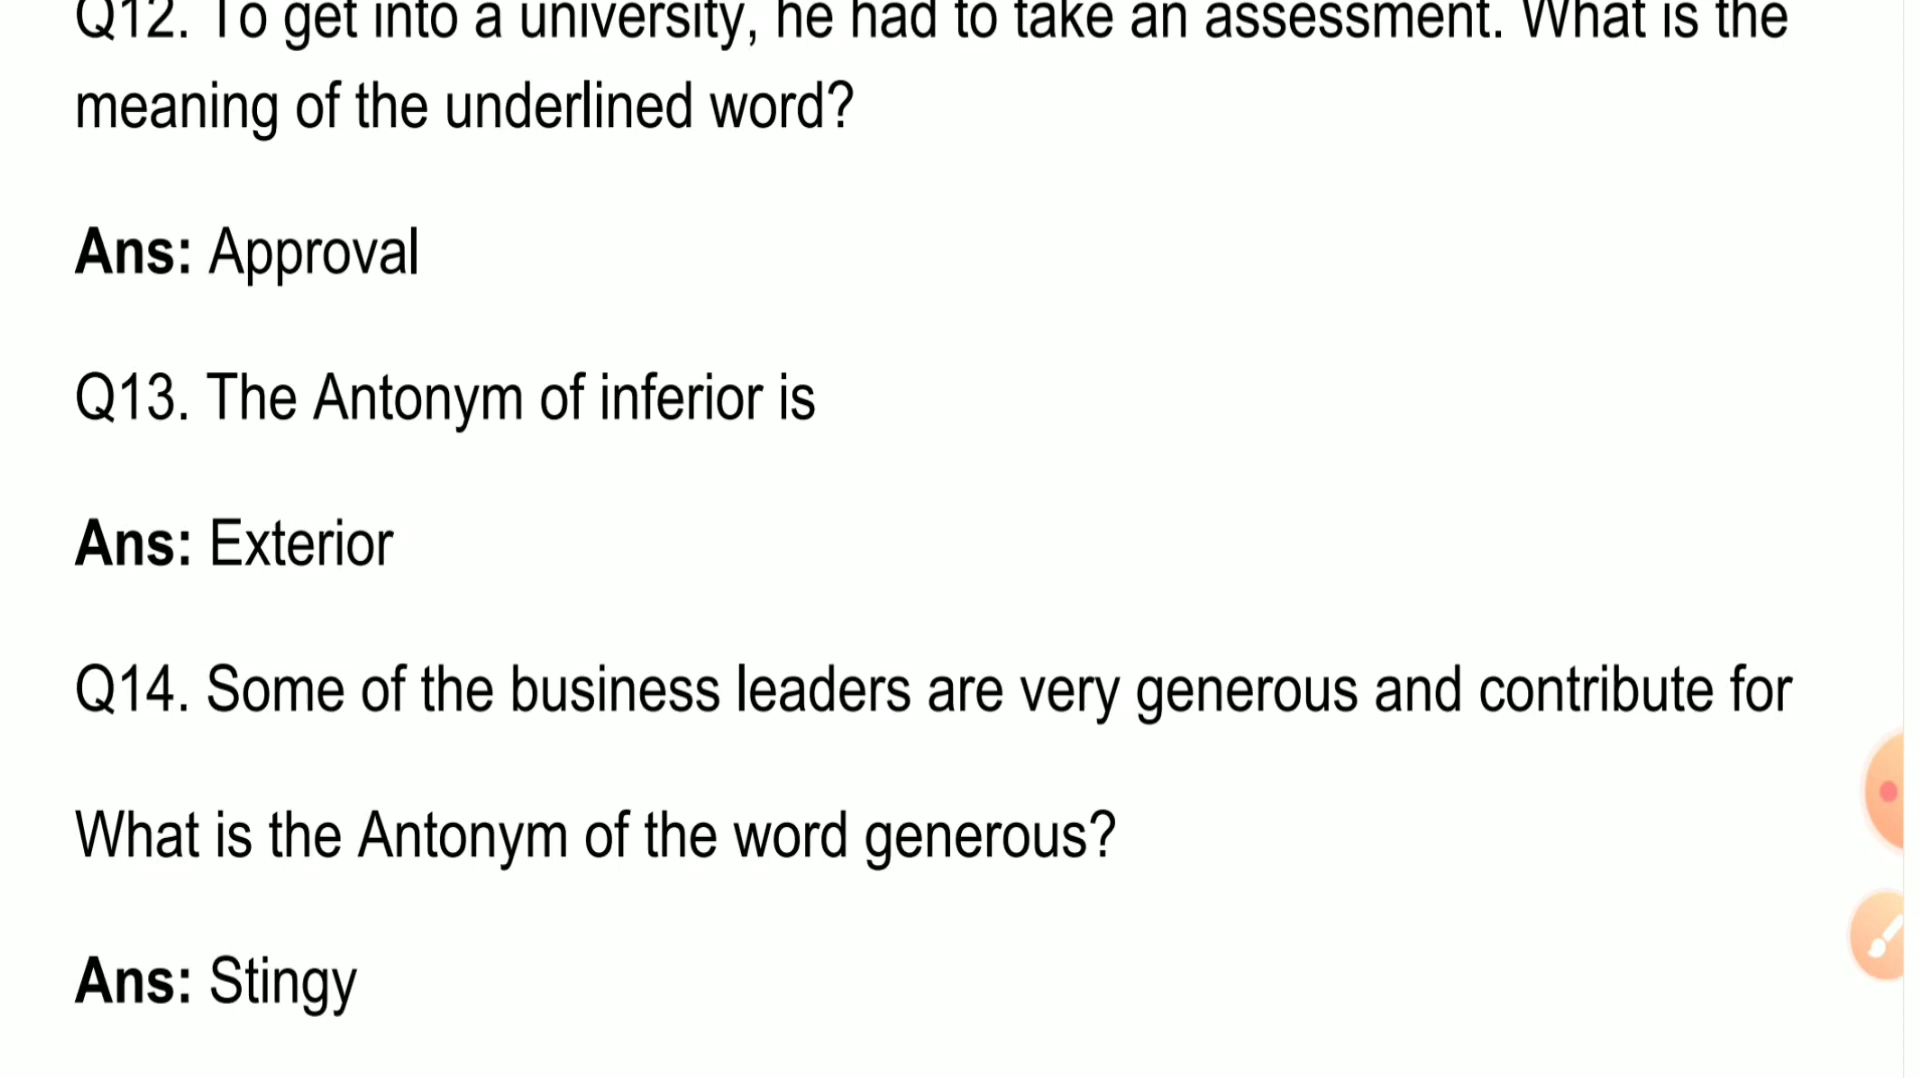 Q12. To get into a university, he had to take an assessment. What is the
meaning of the underlined word?
Ans: Approval
Q13. The Antonym of inferior is
Ans: Exterior
Q14. Some of the business leaders are very generous and contribute for
What is the Antonym of the word generous?
Ans: Stingy